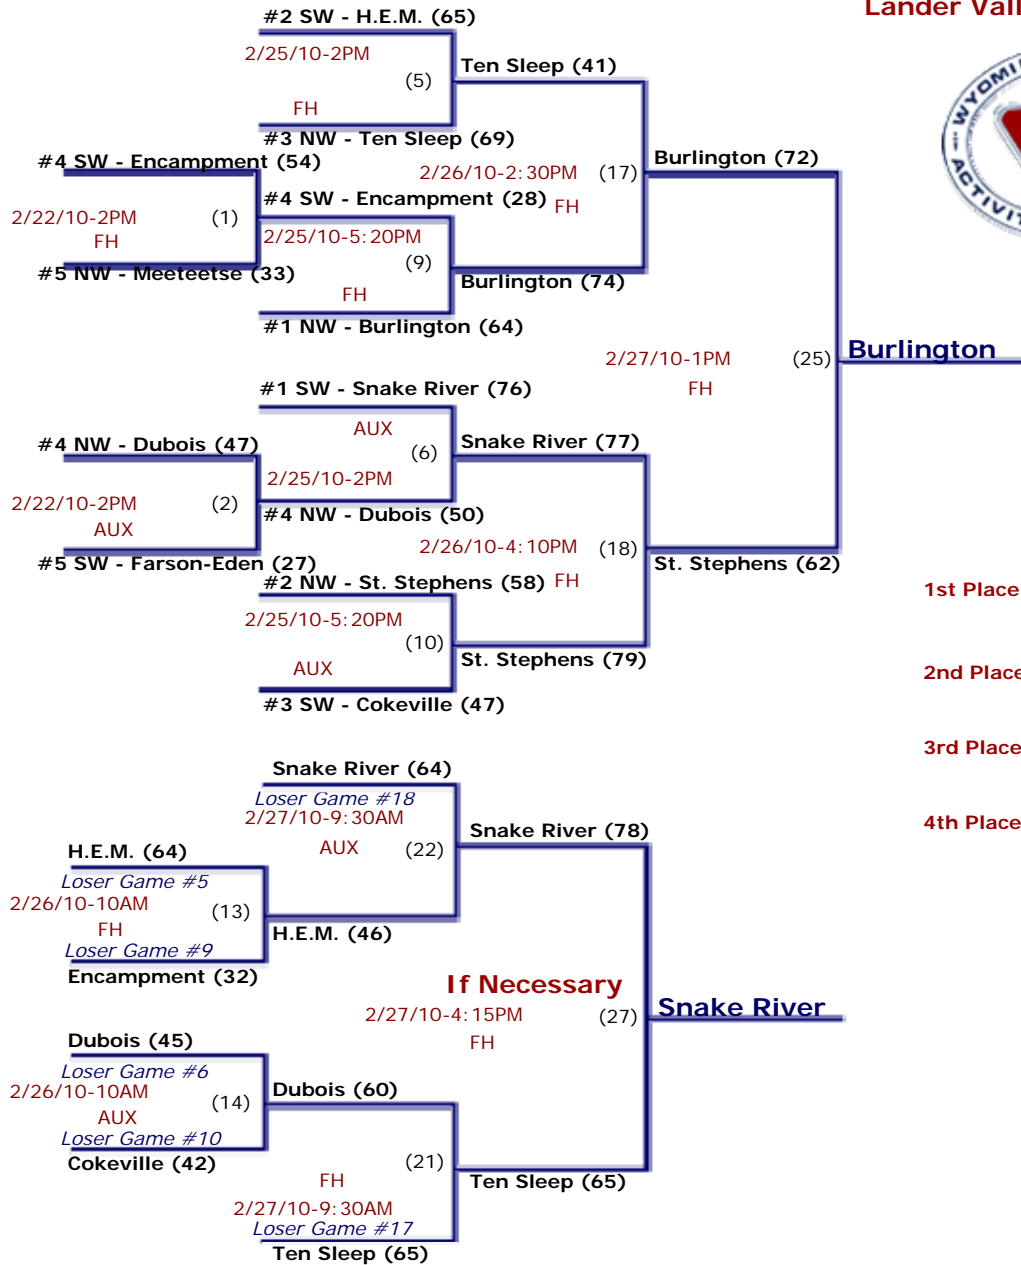 Lander Vall
#2 SW - H.E.M. (65)
2/25/10-2PM
(5)
Ten Sleep (41)
FH
#3 NW - Ten Sleep (69)
WYOMI
ACTIVIT
#4 SW - Encampment (54)
2/26/10-2:30PM
(17)
Burlington (72)
#4 SW - Encampment (28)
FH
2/22/10-2PM
(1)
FH
2/25/10-5:20PM
(9)
#5 NW - Meeteetse (33)
Burlington (74)
FH
#1 NW - Burlington (64)
2/27/10-1PM
(25)
Burlington
FH
#1 SW - Snake River (76)
AUX
(6)
Snake River (77)
#4 NW - Dubois (47)
2/25/10-2PM
2/22/10-2PM
(2)
AUX
#4 NW - Dubois (50)
2/26/10-4:10PM
(18)
#5 SW - Farson-Eden (27)
St. Stephens (62)
#2 NW - St. Stephens (58)
FH
2/25/10-5:20PM
(10)
St. Stephens (79)
AUX
#3 SW - Cokeville (47)
1st Place
2nd Place
3rd Place
4th Place
Snake River (64)
Loser Game #18
2/27/10-9:30AM
AUX
(22)
Snake River (78)
H.E.M. (64)
Loser Game #5
2/26/10-10AM
(13)
FH
Loser Game #9
H.E.M. (46)
Encampment (32)
If Necessary
2/27/10-4:15PM
(27)
Snake River
FH
Dubois (45)
Loser Game #6
2/26/10-10AM
(14)
AUX
Loser Game #10
Dubois (60)
Cokeville (42)
(21)
Ten Sleep (65)
FH
2/27/10-9:30AM
Loser Game #17
Ten Sleep (65)